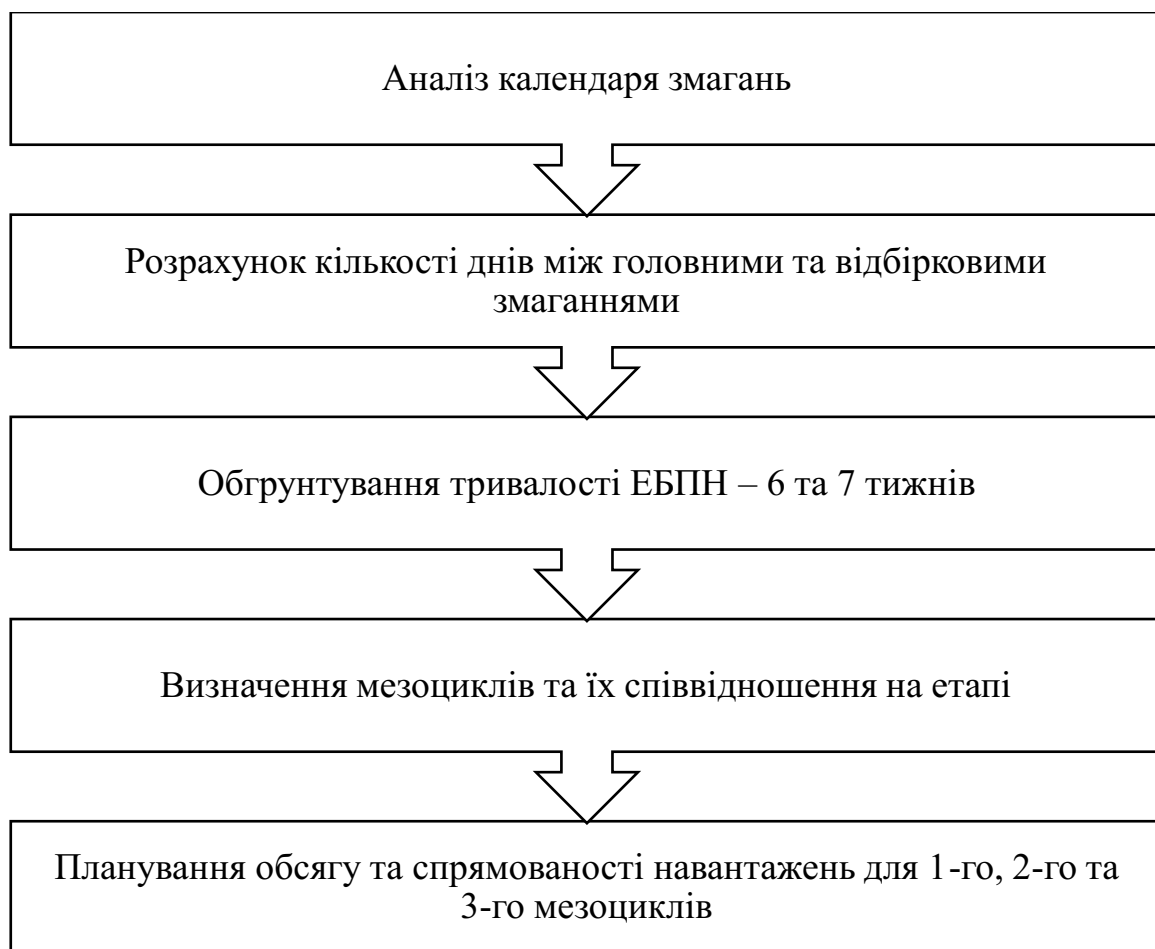 Аналіз календаря змагань
Розрахунок кількості днів між головними та відбірковими
змаганнями
Обгрунтування тривалості ЕБПН – 6 та 7 тижнів
Визначення мезоциклів та їх співвідношення на етапі
Планування обсягу та спрямованості навантажень для 1-го, 2-го та
3-го мезоциклів